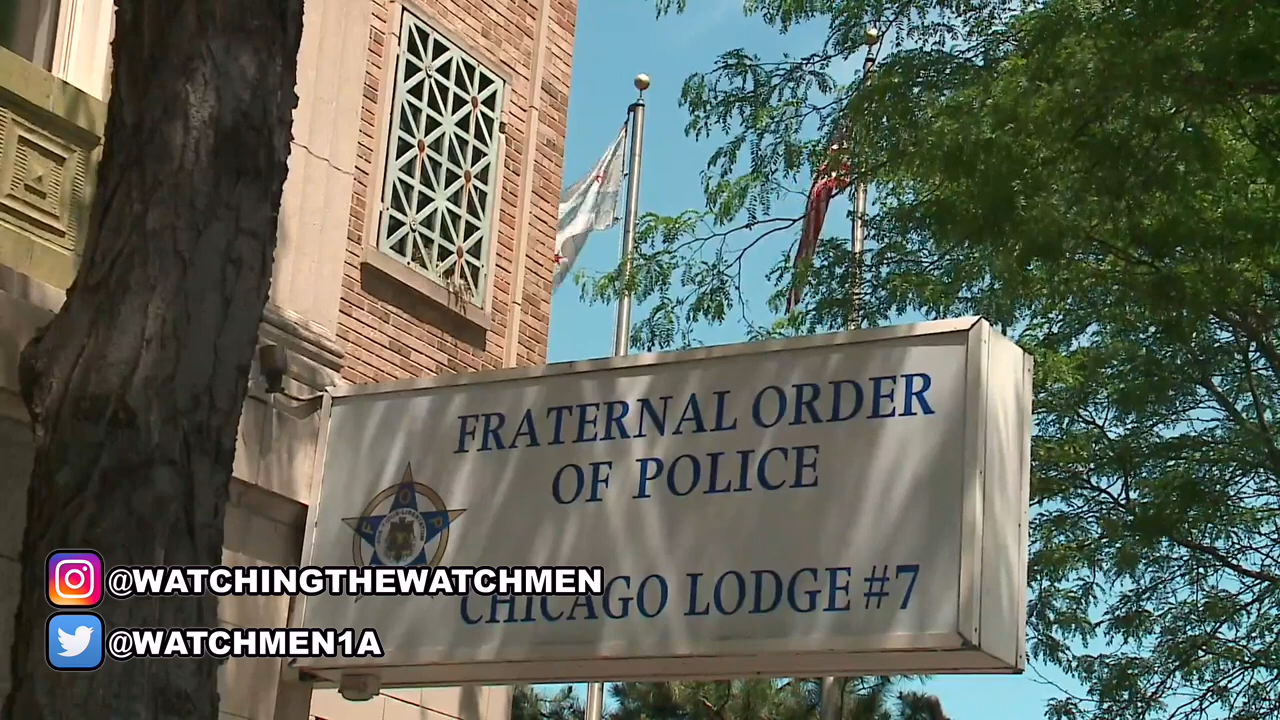 FRATERNAL ORDER
OF POLICE
F O P
CHICAGO LODGE #7
@WATCHINGTHEWATCHMEN
@WATCHMEN1A